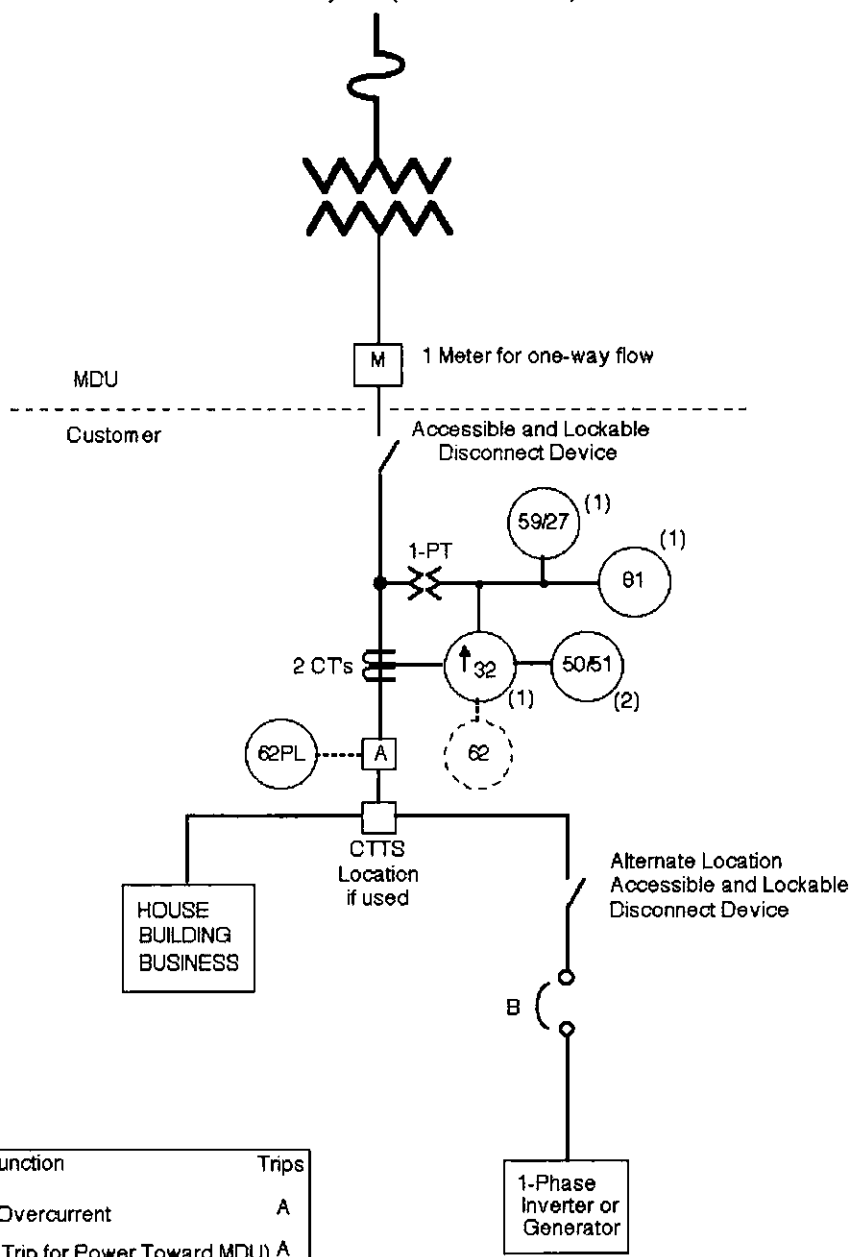 M
1 Meter for one-way flow
MDU
Customer
Accessible and Lockable
Disconnect Device
59/27
(1)
1-PT
81
(1)
2 CT's
32
(1)
50/51
(2)
62PL
A
62
CTTS
Location
if used
HOUSE
BUILDING
BUSINESS
Alternate Location
Accessible and Lockable
Disconnect Device
B
1-Phase
Inverter or
Generator
Trips
Overcurrent A
Trip for Power Toward MDU) A